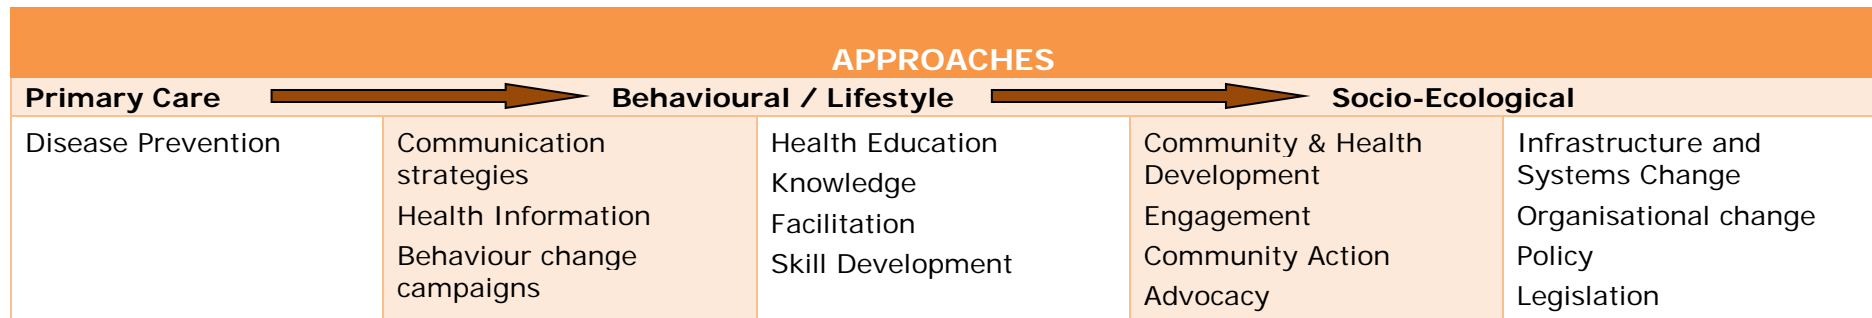 APPROACHES
Primary Care Behavioural / Lifestyle Socio-Ecological
Disease Prevention
Communication
strategies
Health Information
Behaviour change
campaigns
Health Education
Knowledge
Facilitation
Skill Development
Community & Health
Development
Engagement
Community Action
Advocacy
Infrastructure and
Systems Change
Organisational change
Policy
Legislation